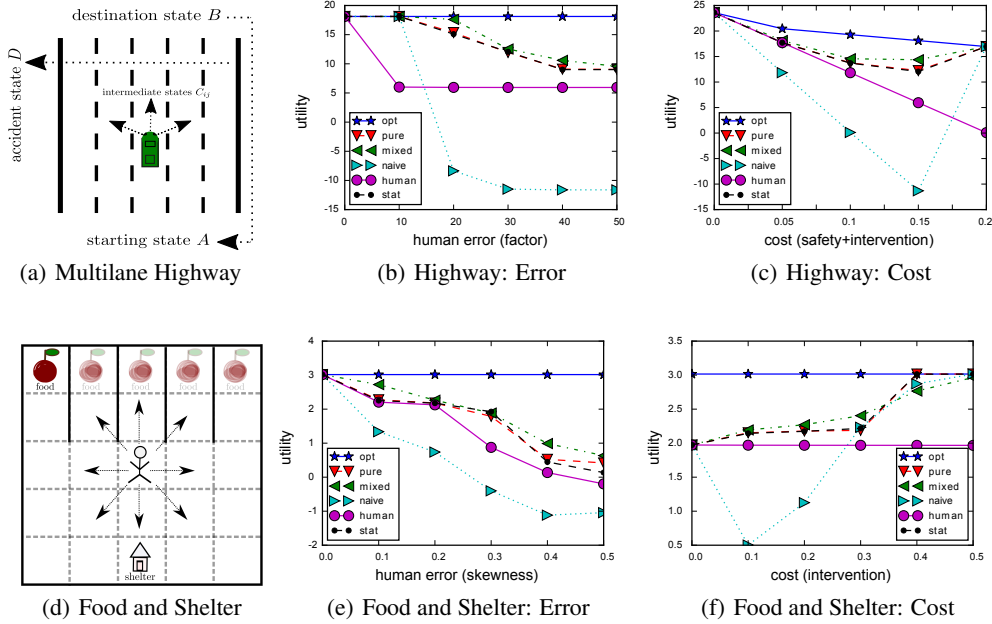 destination state B
accident state D
intermediate states C_ij
starting state A
(a) Multilane Highway
utility
20
15
10
5
0
-5
-10
-15
0 10 20 30 40 50
human error (factor)
opt
pure
mixed
naive
human
stat
(b) Highway: Error
utility
25
20
15
10
5
0
-5
-10
-15
0.0 0.05 0.1 0.15 0.2
cost (safety+intervention)
opt
pure
mixed
naive
human
stat
(c) Highway: Cost
food food food food food
shelter
(d) Food and Shelter
utility
4
3
2
1
0
-1
-2
0.0 0.1 0.2 0.3 0.4 0.5
human error (skewness)
opt
pure
mixed
naive
human
stat
(e) Food and Shelter: Error
utility
3.5
3.0
2.5
2.0
1.5
1.0
0.5
0.0 0.1 0.2 0.3 0.4 0.5
cost (intervention)
opt
pure
mixed
naive
human
stat
(f) Food and Shelter: Cost